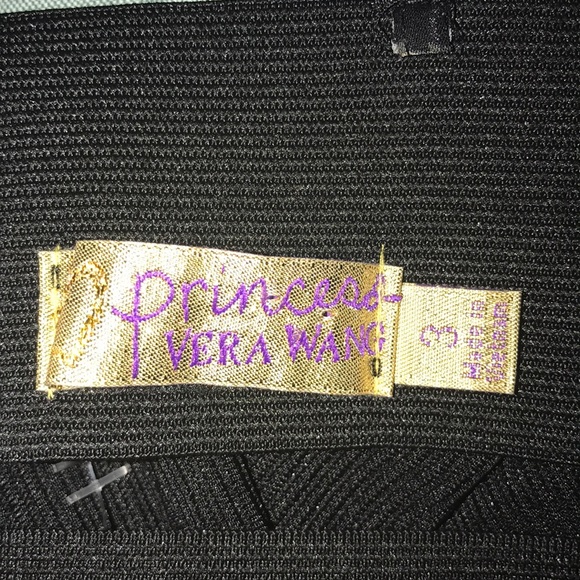 princess
VERA WANG
3
Made in